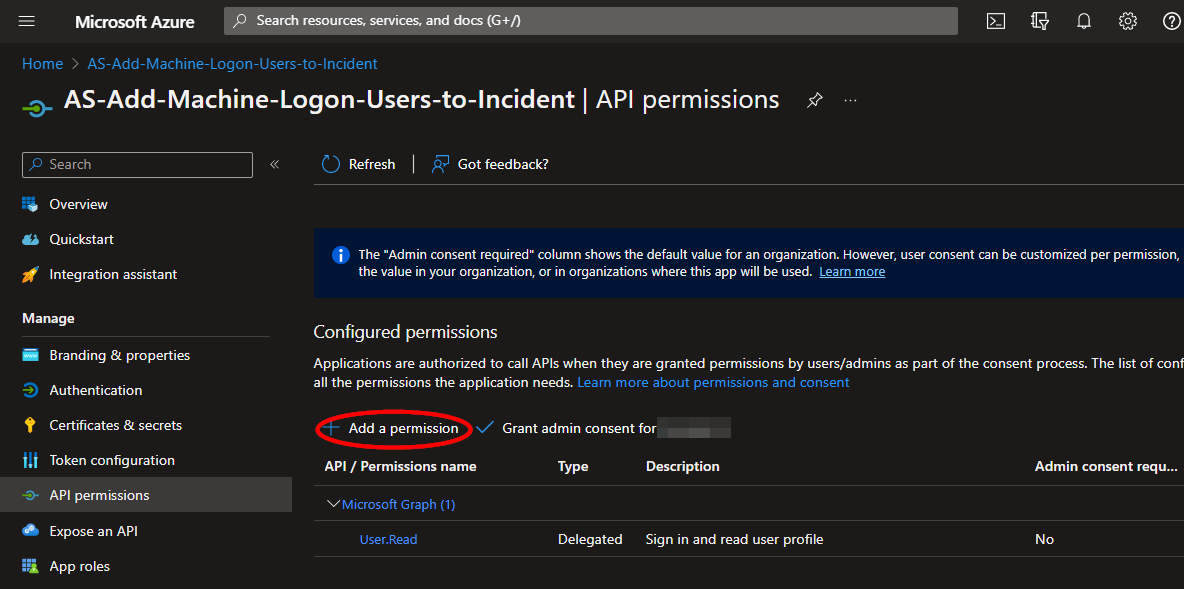 Microsoft Azure
Search resources, services, and docs (G+/)
Home > AS-Add-Machine-Logon-Users-to-Incident
AS-Add-Machine-Logon-Users-to-Incident | API permissions
Search
Refresh
Got feedback?
Overview
Quickstart
Integration assistant
Manage
Branding & properties
Authentication
Certificates & secrets
Token configuration
API permissions
Expose an API
App roles
The "Admin consent required" column shows the default value for an organization. However, user consent can be customized per permission,
the value in your organization, or in organizations where this app will be used. Learn more
Configured permissions
Applications are authorized to call APIs when they are granted permissions by users/admins as part of the consent process. The list of conf
all the permissions the application needs. Learn more about permissions and consent
Add a permission
Grant admin consent for
API / Permissions name Type Description Admin consent requ...
Microsoft Graph (1)
User.Read Delegated Sign in and read user profile No